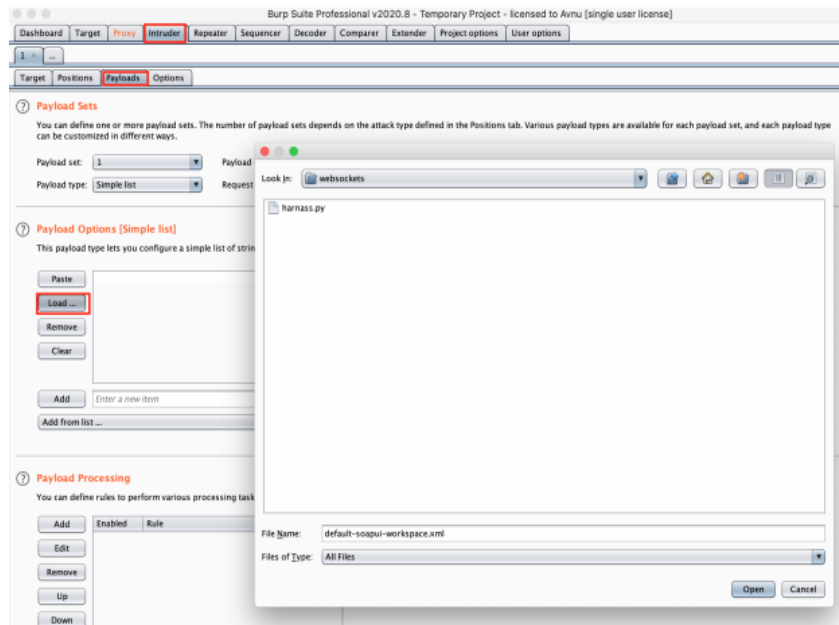 Burp Suite Professional v2020.8 - Temporary Project - licensed to Avnu [single user license]
Dashboard Target Proxy Intruder Repeater Sequencer Decoder Comparer Extender Project options User options
1 × ...
Target Positions Payloads Options
? Payload Sets
You can define one or more payload sets. The number of payload sets depends on the attack type defined in the Positions tab. Various payload types are available for each payload set, and each payload type
can be customized in different ways.
Payload set: 1 Payload
Payload type: Simple list Request
? Payload Options [Simple list]
This payload type lets you configure a simple list of strin
Paste
Load ...
Remove
Clear
Add Enter a new item
Add from list ...
? Payload Processing
You can define rules to perform various processing task
Add Enabled Rule
Edit
Remove
Up
Down
Look In: websockets
harnass.py
File Name: default-soapui-workspace.xml
Files of Type: All Files
Open Cancel